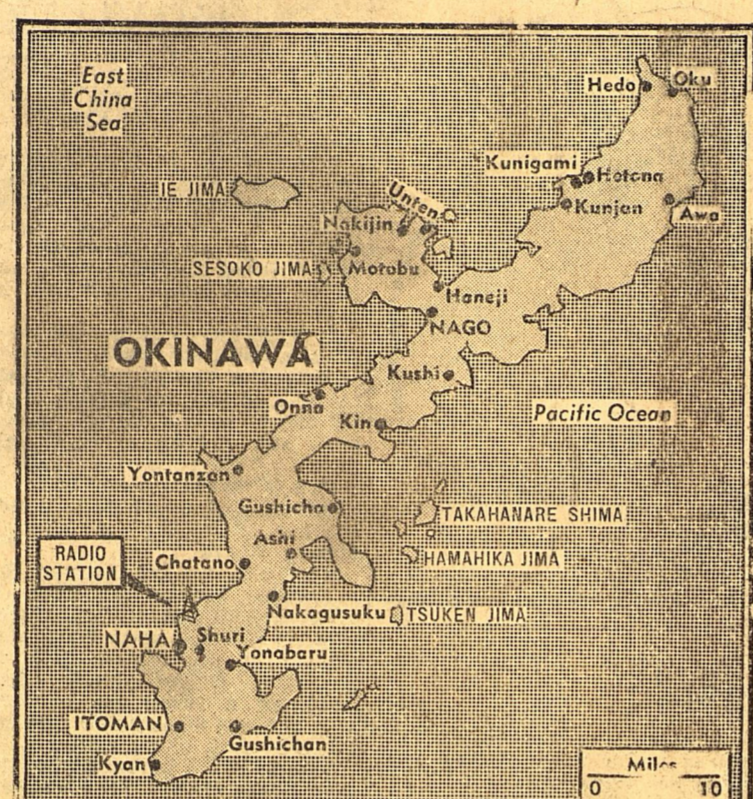 East
China
Sea
Hedo
Oku
Kunigami
Hetona
Kunjan
Awa
IE JIMA
Unten
Nakijin
SESOKO JIMA
Motobu
Haneji
NAGO
OKINAWA
Kushi
Onna
Pacific Ocean
Kin
Yontanzan
Gushicha
TAKAHANARE SHIMA
Ashi
RADIO
STATION
Chatano
HAMAHIKA JIMA
Nakagusuku
TSUKEN JIMA
NAHA
Shuri
Yonabaru
ITOMAN
Gushichan
Kyan
Miles
0 10